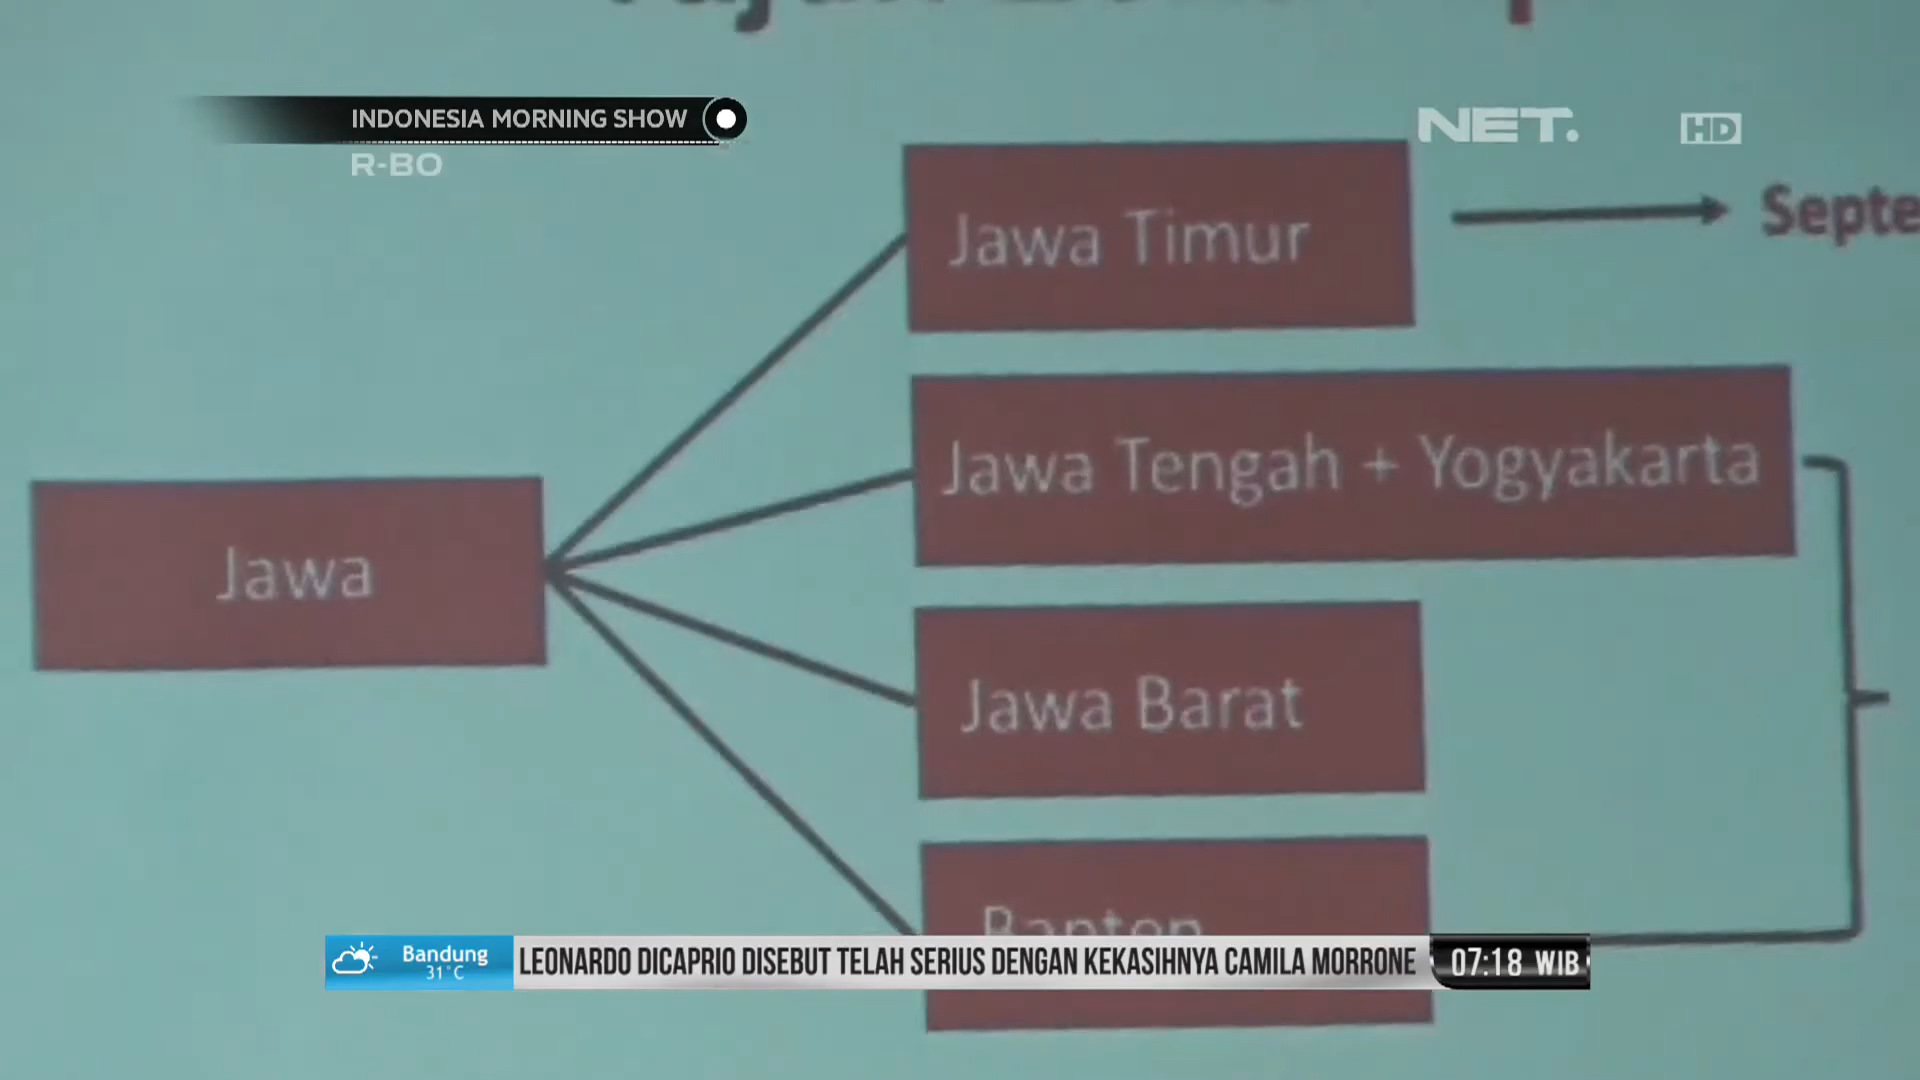 INDONESIA MORNING SHOW
R-BO
NET.
HD
Jawa Timur
Jawa Tengah + Yogyakarta
Jawa
Jawa Barat
Banten
Bandung
31°C
LEONARDO DICAPRIO DISEBUT TELAH SERIUS DENGAN KEKASIHNYA CAMILA MORRONE
07:18 WIB